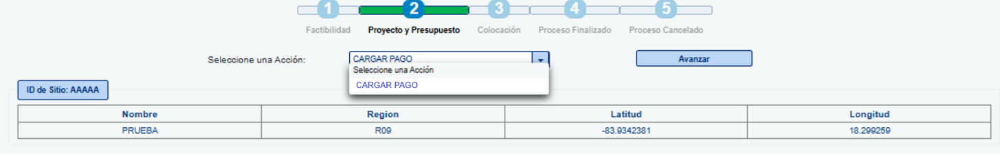 1 2 3 4 5
Factibilidad Proyecto y Presupuesto Colocación Proceso Finalizado Proceso Cancelado
Seleccione una Acción: CARGAR PAGO Avanzar
Seleccione una Acción
CARGAR PAGO
ID de Sitio: AAAAA
Nombre Region Latitud Longitud
PRUEBA R09 -83.9342381 18.299259